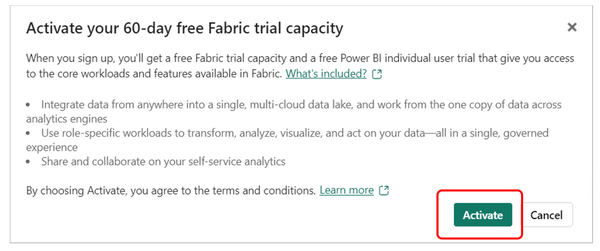 Activate your 60-day free Fabric trial capacity
When you sign up, you'll get a free Fabric trial capacity and a free Power BI individual user trial that give you access
to the core workloads and features available in Fabric. What's included?
• Integrate data from anywhere into a single, multi-cloud data lake, and work from the one copy of data across
analytics engines
• Use role-specific workloads to transform, analyze, visualize, and act on your data—all in a single, governed
experience
• Share and collaborate on your self-service analytics
By choosing Activate, you agree to the terms and conditions. Learn more
Activate Cancel